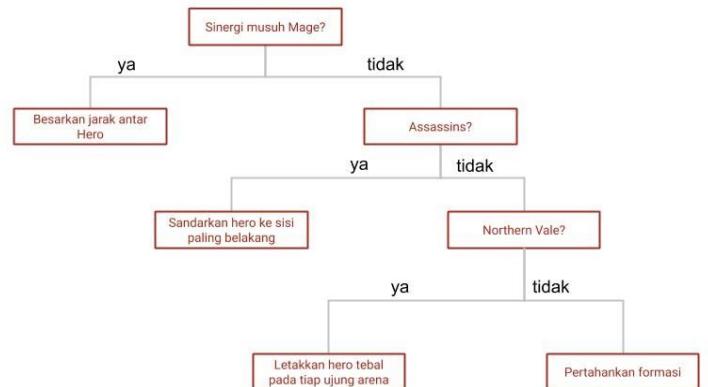 Sinergi musuh Mage?
ya
tidak
Besarkan jarak antar
Hero
Assassins?
ya
tidak
Sandarkan hero ke sisi
paling belakang
Northern Vale?
ya
tidak
Letakkan hero tebal
pada tiap ujung arena
Pertahankan formasi